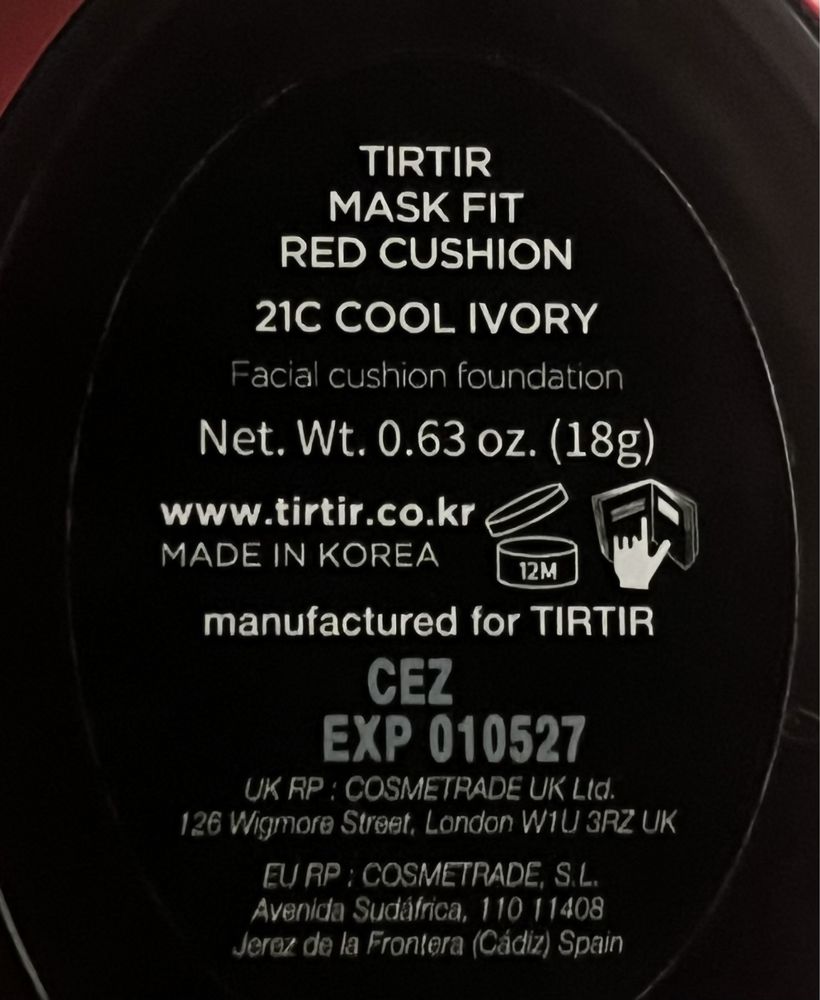 TIRTIR
MASK FIT
RED CUSHION
21C COOL IVORY
Facial cushion foundation
Net. Wt. 0.63 oz. (18g)
www.tirtir.co.kr
MADE IN KOREA
12M
manufactured for TIRTIR
CEZ
EXP 010527
UK RP : COSMETRADE UK Ltd.
126 Wigmore Street, London W1U 3RZ UK
EU RP : COSMETRADE, S.L.
Avenida Sudáfrica, 110 11408
Jerez de la Frontera (Cádiz) Spain